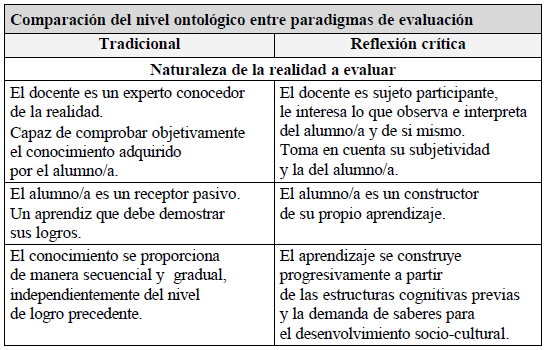 Comparación del nivel ontológico entre paradigmas de evaluación
Tradicional
Reflexión crítica
Naturaleza de la realidad a evaluar
El docente es un experto conocedor
de la realidad.
Capaz de comprobar objetivamente
el conocimiento adquirido
por el alumno/a.
El docente es sujeto participante,
le interesa lo que observa e interpreta
del alumno/a y de si mismo.
Toma en cuenta su subjetividad
y la del alumno/a.
El alumno/a es un receptor pasivo.
Un aprendiz que debe demostrar
sus logros.
El alumno/a es un constructor
de su propio aprendizaje.
El conocimiento se proporciona
de manera secuencial y gradual,
independientemente del nivel
de logro precedente.
El aprendizaje se construye
progresivamente a partir
de las estructuras cognitivas previas
y la demanda de saberes para
el desenvolvimiento socio-cultural.